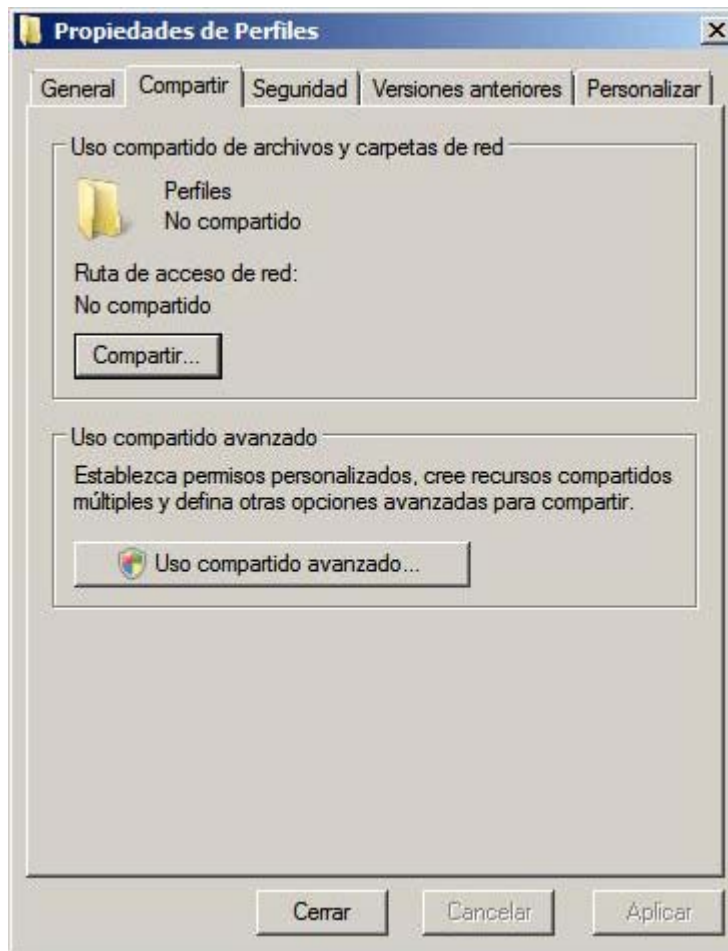 Propiedades de Perfiles
General Compartir Seguridad Versiones anteriores Personalizar
Uso compartido de archivos y carpetas de red
Perfiles
No compartido
Ruta de acceso de red:
No compartido
Compartir...
Uso compartido avanzado
Establezca permisos personalizados, cree recursos compartidos
múltiples y defina otras opciones avanzadas para compartir.
Uso compartido avanzado...
Cerrar Cancelar Aplicar